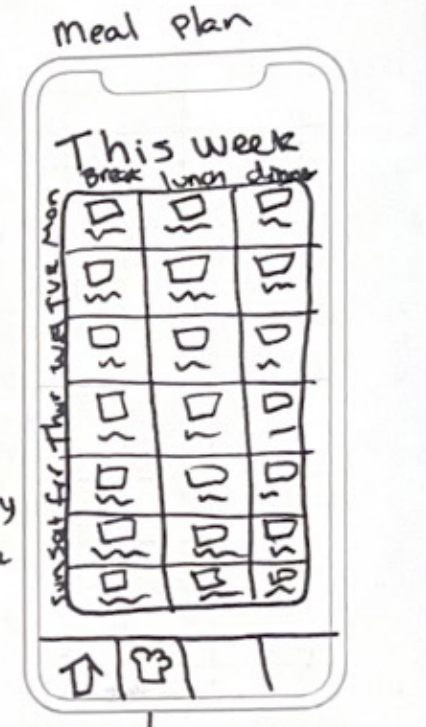 meal plan
This week
Break lunch dinner
Mon
Tue
Wed
Thur
Fri
Sat
Sun